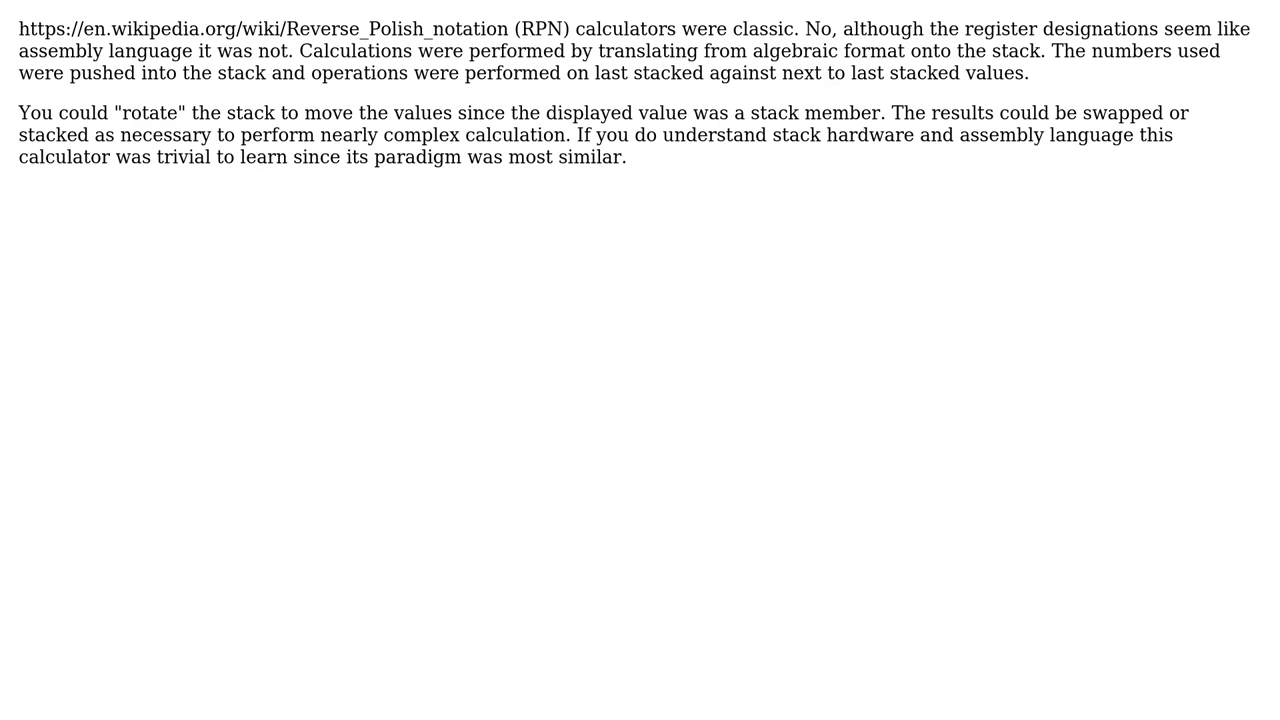 https://en.wikipedia.org/wiki/Reverse_Polish_notation (RPN) calculators were classic. No, although the register designations seem like
assembly language it was not. Calculations were performed by translating from algebraic format onto the stack. The numbers used
were pushed into the stack and operations were performed on last stacked against next to last stacked values.
You could "rotate" the stack to move the values since the displayed value was a stack member. The results could be swapped or
stacked as necessary to perform nearly complex calculation. If you do understand stack hardware and assembly language this
calculator was trivial to learn since its paradigm was most similar.